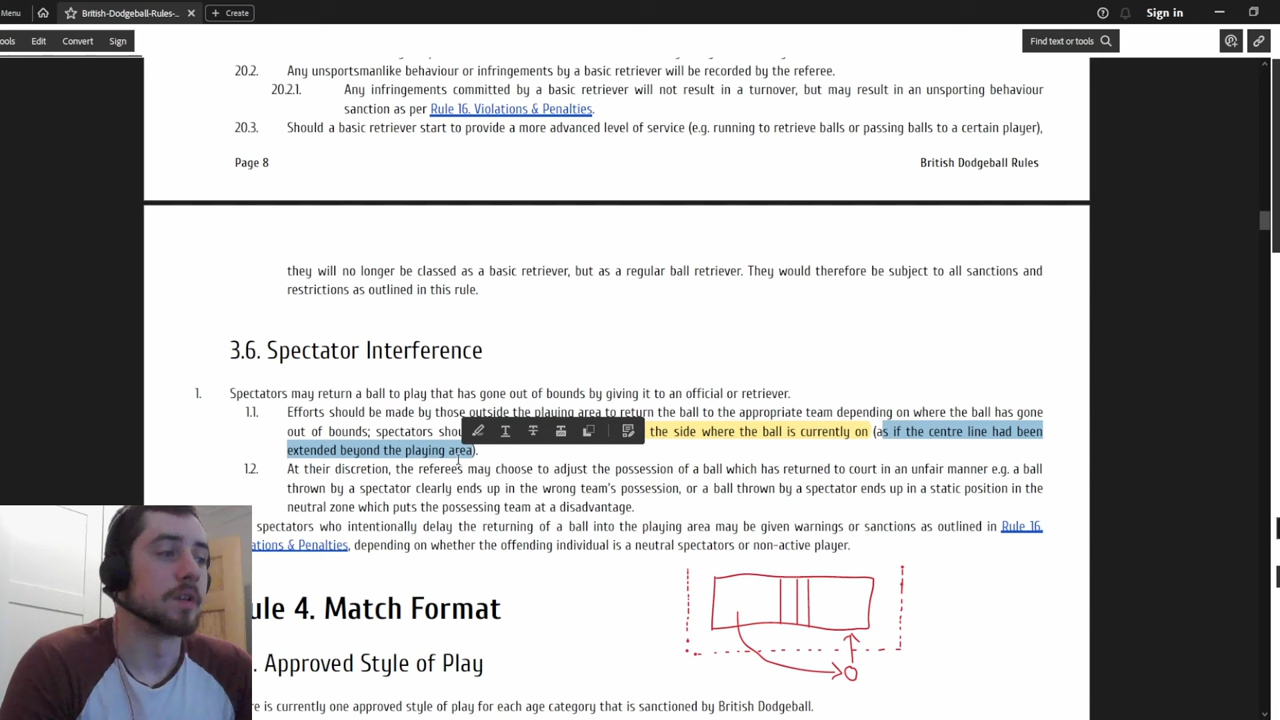 Menu
British-Dodgeball-Rules-...
Create
Sign in
ools
Edit
Convert
Sign
Find text or tools
20.2. Any unsportsmanlike behaviour or infringements by a basic retriever will be recorded by the referee.
20.2.1. Any infringements committed by a basic retriever will not result in a turnover, but may result in an unsporting behaviour
sanction as per Rule 16. Violations & Penalties.
20.3. Should a basic retriever start to provide a more advanced level of service (e.g. running to retrieve balls or passing balls to a certain player),
Page 8 British Dodgeball Rules
they will no longer be classed as a basic retriever, but as a regular ball retriever. They would therefore be subject to all sanctions and
restrictions as outlined in this rule.
3.6. Spectator Interference
1. Spectators may return a ball to play that has gone out of bounds by giving it to an official or retriever.
1.1. Efforts should be made by those outside the playing area to return the ball to the appropriate team depending on where the ball has gone
out of bounds; spectators shou the side where the ball is currently on (as if the centre line had been
extended beyond the playing area).
1.2. At their discretion, the referees may choose to adjust the possession of a ball which has returned to court in an unfair manner e.g. a ball
thrown by a spectator clearly ends up in the wrong team's possession, or a ball thrown by a spectator ends up in a static position in the
neutral zone which puts the possessing team at a disadvantage.
spectators who intentionally delay the returning of a ball into the playing area may be given warnings or sanctions as outlined in Rule 16.
ations & Penalties, depending on whether the offending individual is a neutral spectators or non-active player.
ule 4. Match Format
. Approved Style of Play
ere is currently one approved style of play for each age category that is sanctioned by British Dodgeball.